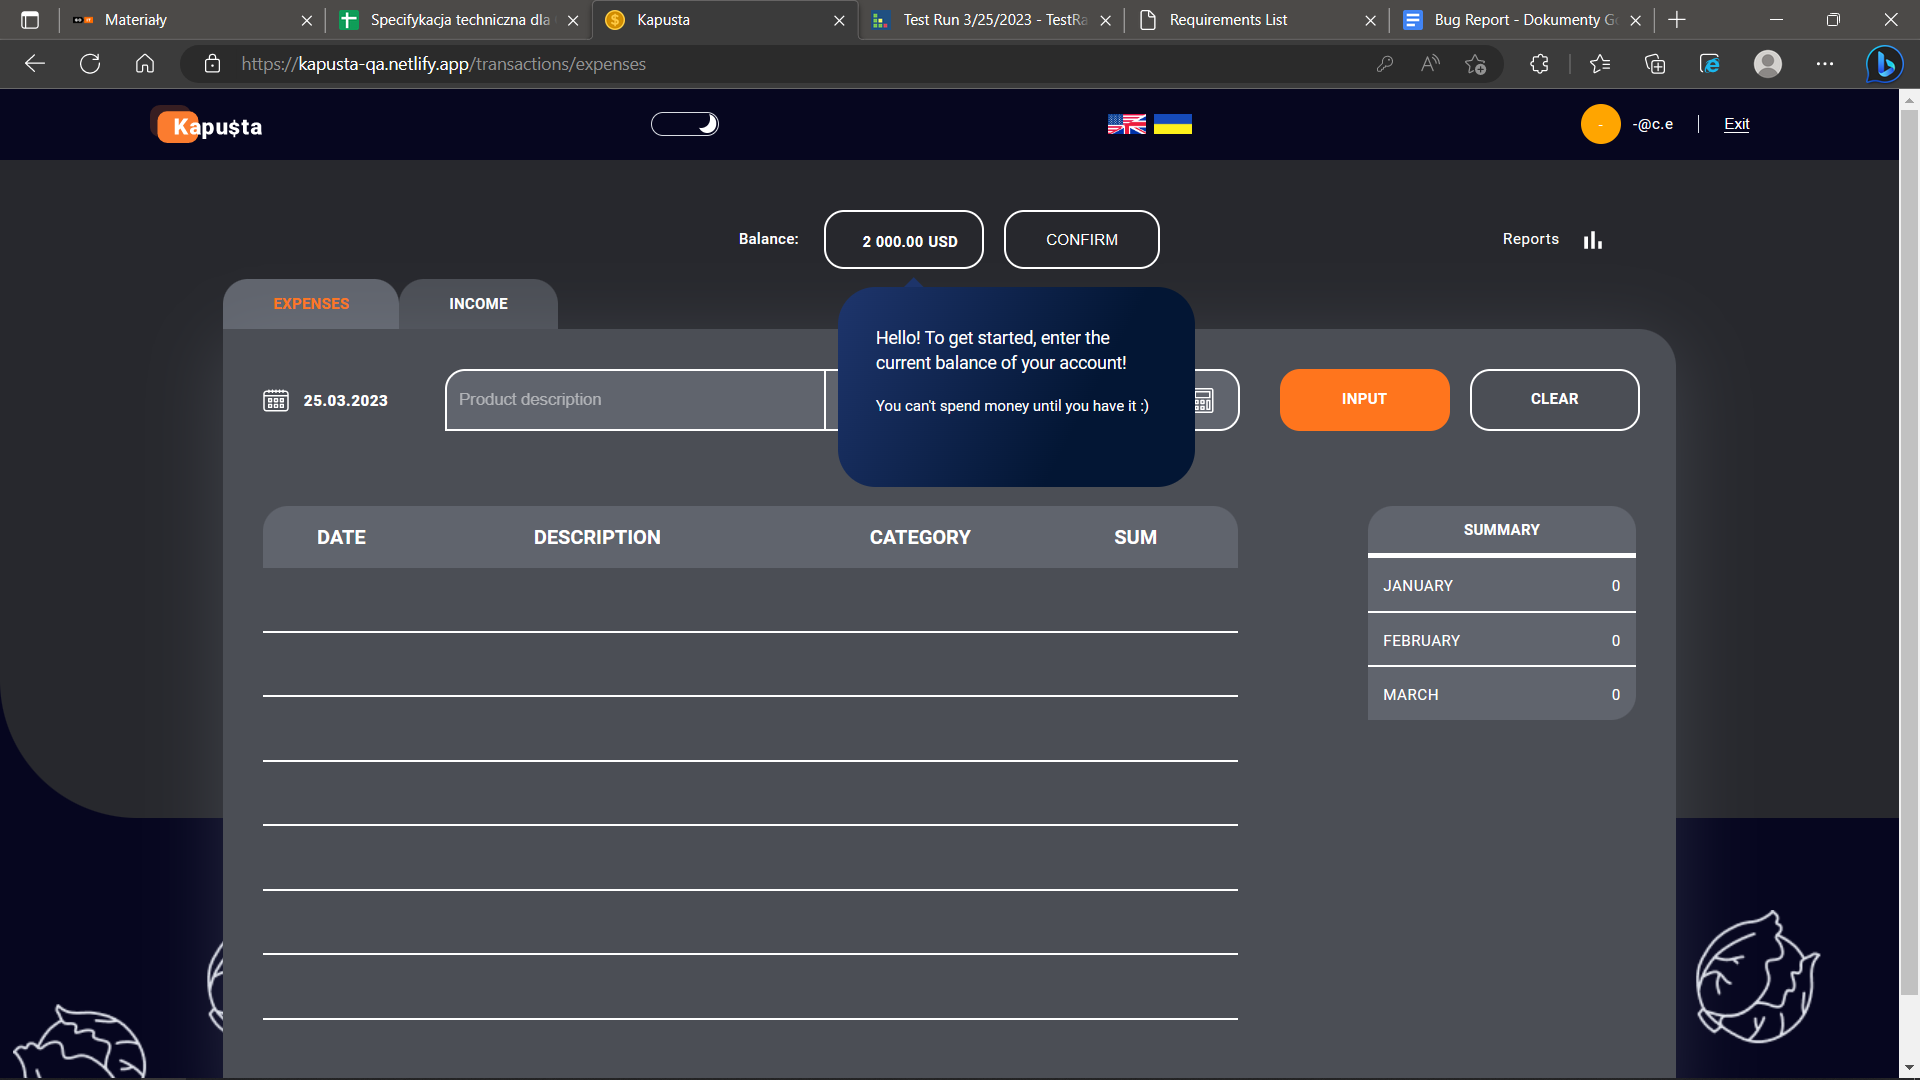 Materiały
Specyfikacja techniczna dla
Kapusta
Test Run 3/25/2023 - TestRa
Requirements List
Bug Report - Dokumenty Go
https://kapusta-qa.netlify.app/transactions/expenses
Kapu$ta
-
-@c.e
Exit
Balance:
2 000.00 USD
CONFIRM
Reports
EXPENSES
INCOME
Hello! To get started, enter the
current balance of your account!
You can't spend money until you have it :)
25.03.2023
Product description
INPUT
CLEAR
DATE
DESCRIPTION
CATEGORY
SUM
SUMMARY
JANUARY 0
FEBRUARY 0
MARCH 0